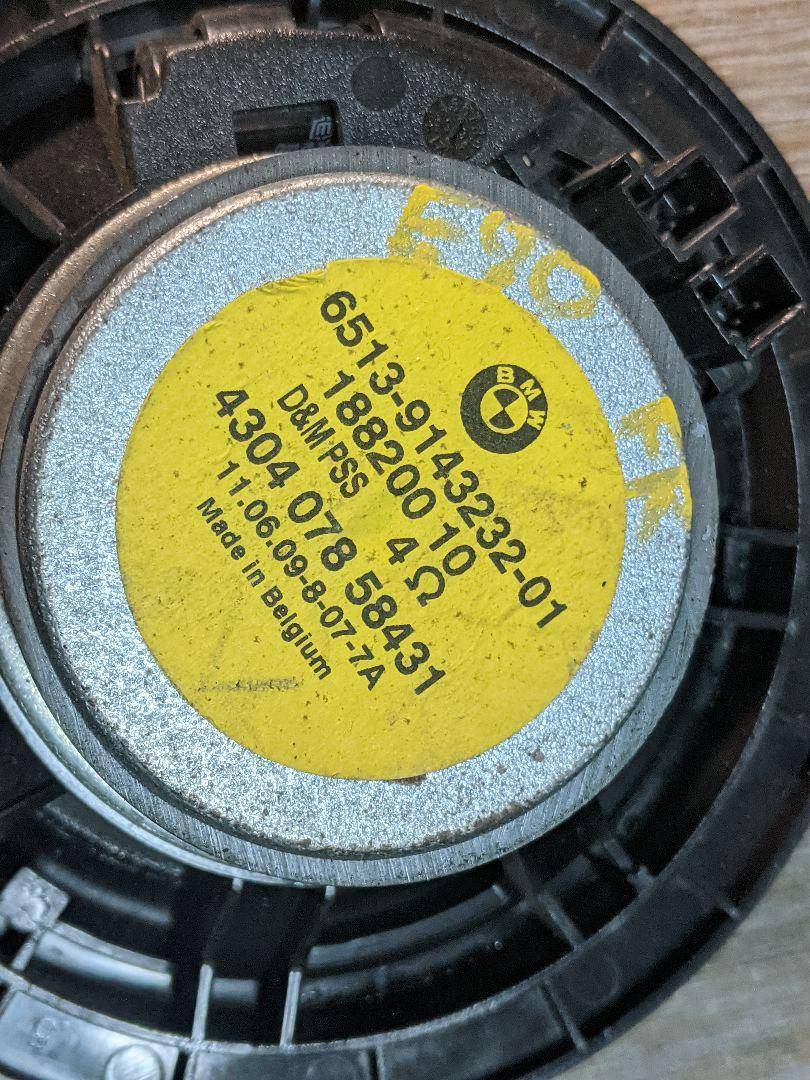 E90
FR
BMW
6513-9143232-01
188200 10
D&M PSS 4 Ω
4304 078 58431
11.06.09-8-07-7A
Made in Belgium